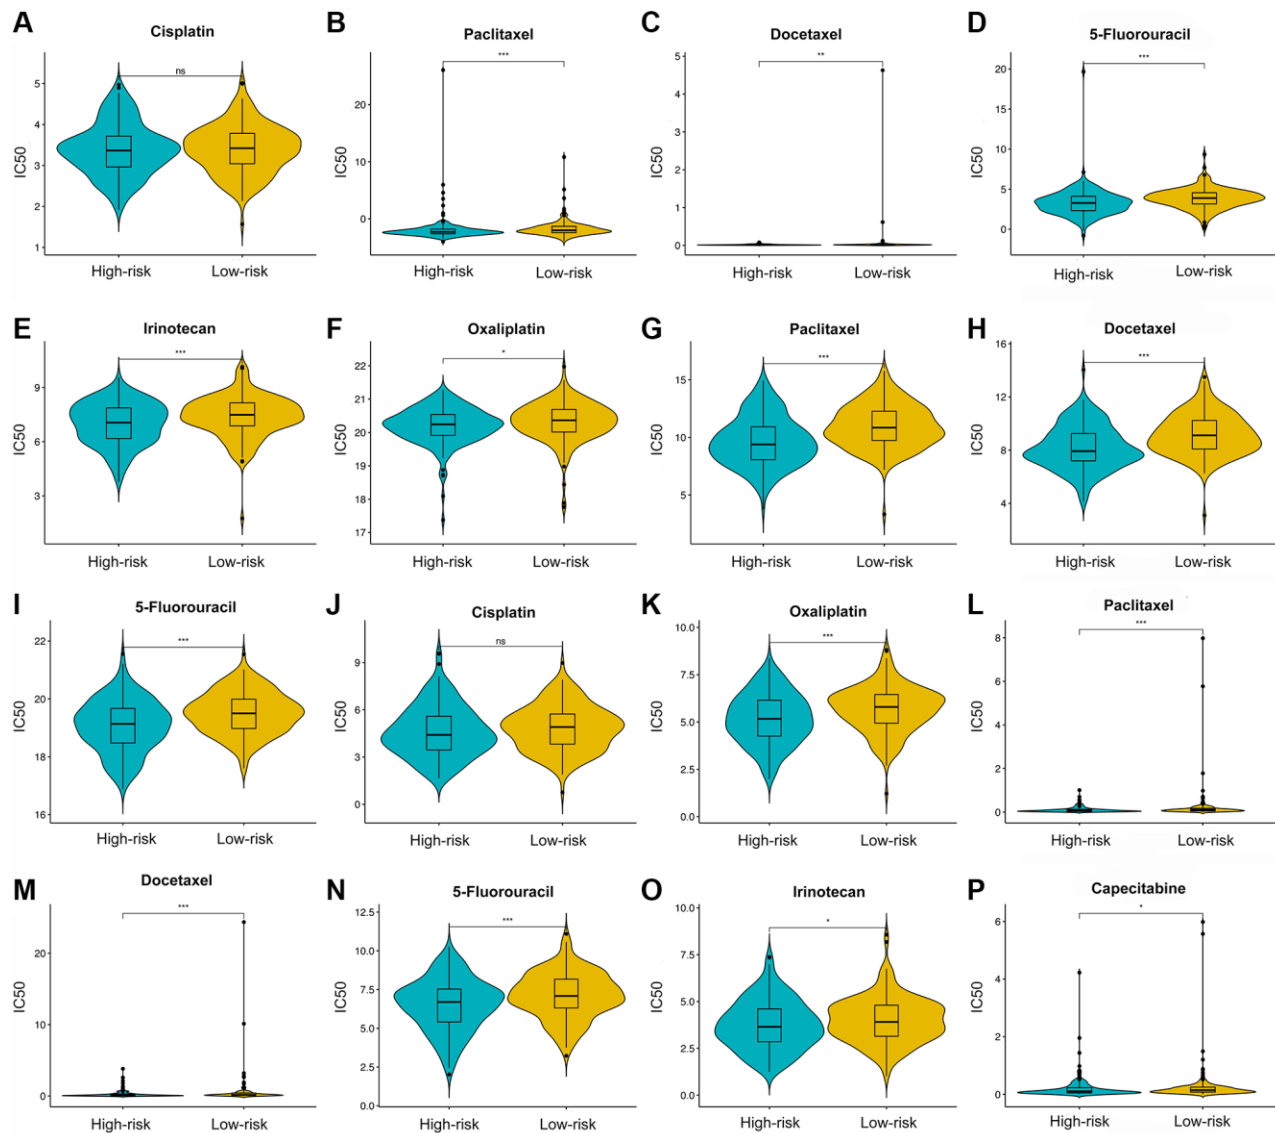 A
Cisplatin
ns
IC50
5
4
3
2
1
High-risk Low-risk
B
Paclitaxel
***
IC50
20
10
0
High-risk Low-risk
C
Docetaxel
**
IC50
5
4
3
2
1
0
High-risk Low-risk
D
5-Fluorouracil
***
IC50
20
15
10
5
0
High-risk Low-risk
E
Irinotecan
***
IC50
9
6
3
High-risk Low-risk
F
Oxaliplatin
*
IC50
22
21
20
19
18
17
High-risk Low-risk
G
Paclitaxel
***
IC50
15
10
5
High-risk Low-risk
H
Docetaxel
***
IC50
16
12
8
4
High-risk Low-risk
I
5-Fluorouracil
***
IC50
22
20
18
16
High-risk Low-risk
J
Cisplatin
ns
IC50
9
6
3
0
High-risk Low-risk
K
Oxaliplatin
***
IC50
10.0
7.5
5.0
2.5
0.0
High-risk Low-risk
L
Paclitaxel
***
IC50
8
6
4
2
0
High-risk Low-risk
M
Docetaxel
***
IC50
20
10
0
High-risk Low-risk
N
5-Fluorouracil
***
IC50
12.5
10.0
7.5
5.0
2.5
0.0
High-risk Low-risk
O
Irinotecan
*
IC50
10.0
7.5
5.0
2.5
0.0
High-risk Low-risk
P
Capecitabine
*
IC50
6
4
2
0
High-risk Low-risk